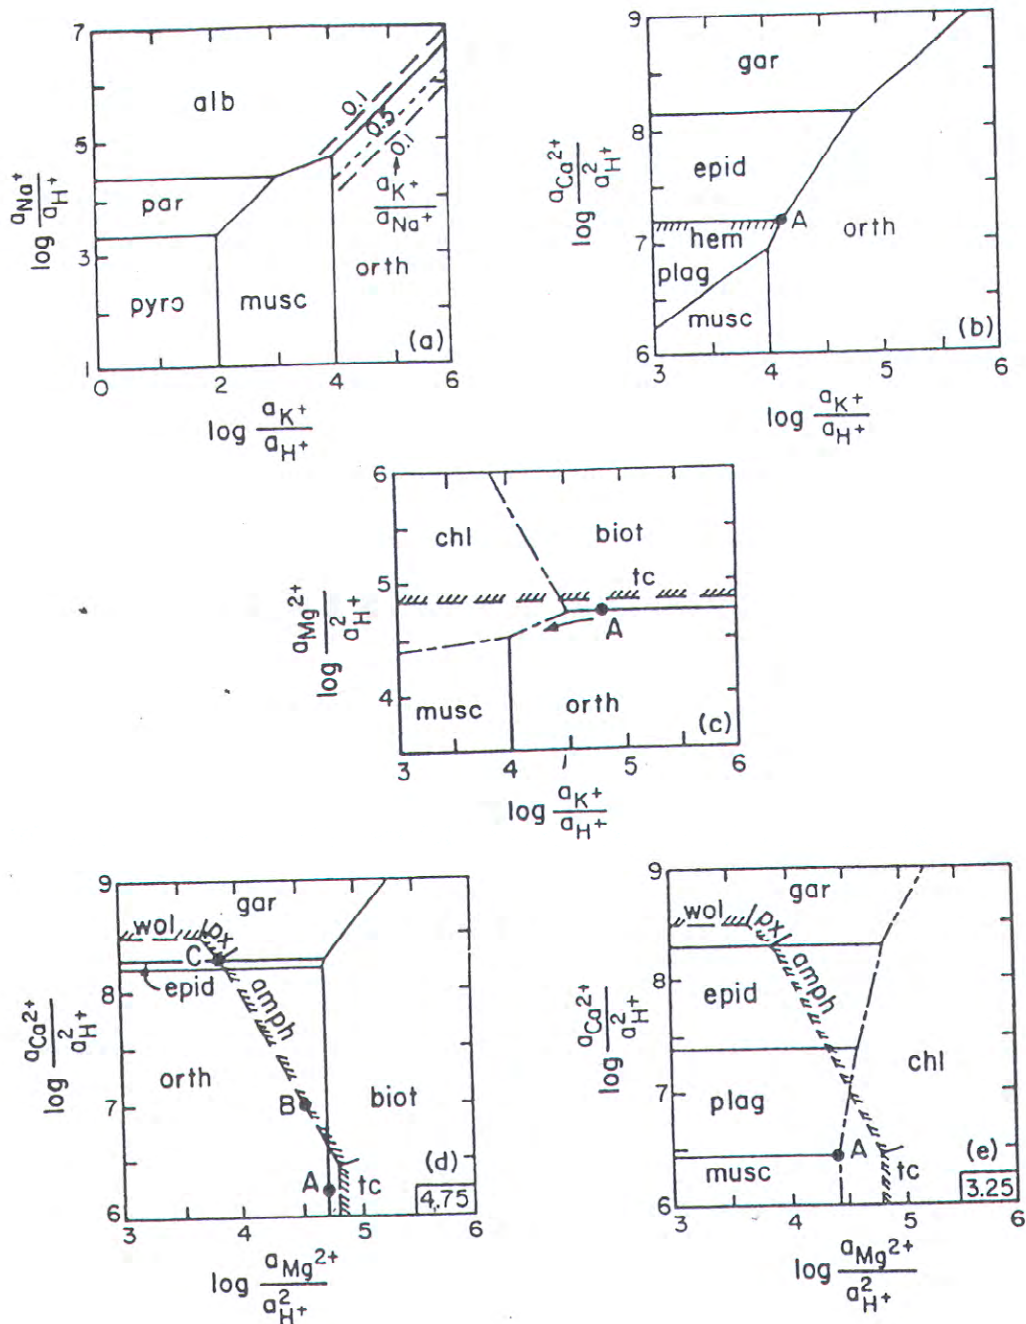 7
5
3
1
log aNa+ / aH+
alb
par
pyro
musc
orth
0.1
0.5
0.1
aK+ / aNa+
(a)
0 2 4 6
log aK+ / aH+
9
8
7
6
log aCa2+ / a2H+
gar
epid
A
hem
orth
plag
musc
(b)
3 4 5 6
log aK+ / aH+
6
5
4
log aMg2+ / a2H+
chl
biot
tc
A
musc
orth
(c)
3 4 5 6
log aK+ / aH+
9
8
7
6
log aCa2+ / a2H+
gar
wol
px
C
epid
amph
orth
B
biot
A
tc
(d)
4.75
3 4 5 6
log aMg2+ / a2H+
9
8
7
6
log aCa2+ / a2H+
gar
wol
px
epid
amph
chl
plag
A
musc
tc
(e)
3.25
3 4 5 6
log aMg2+ / a2H+